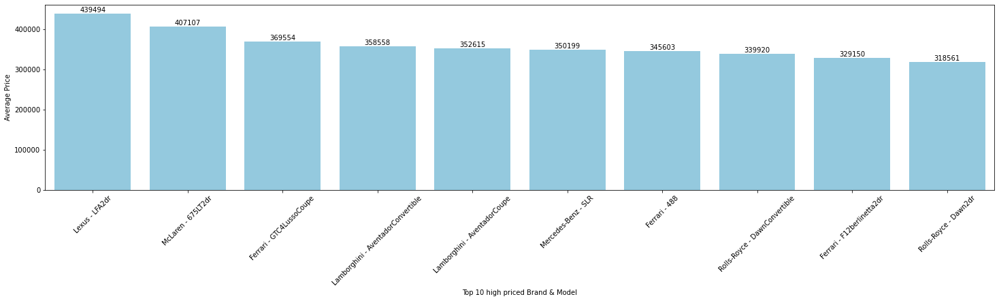 439494
407107
369554
358558
352615
350199
345603
339920
329150
318561
Average Price
400000
300000
200000
100000
0
Lexus - LFA2dr
McLaren - 675LT2dr
Ferrari - GTC4LussoCoupe
Lamborghini - AventadorConvertible
Lamborghini - AventadorCoupe
Mercedes-Benz - SLR
Ferrari - 488
Rolls-Royce - DawnConvertible
Ferrari - F12berlinetta2dr
Rolls-Royce - Dawn2dr
Top 10 high priced Brand & Model